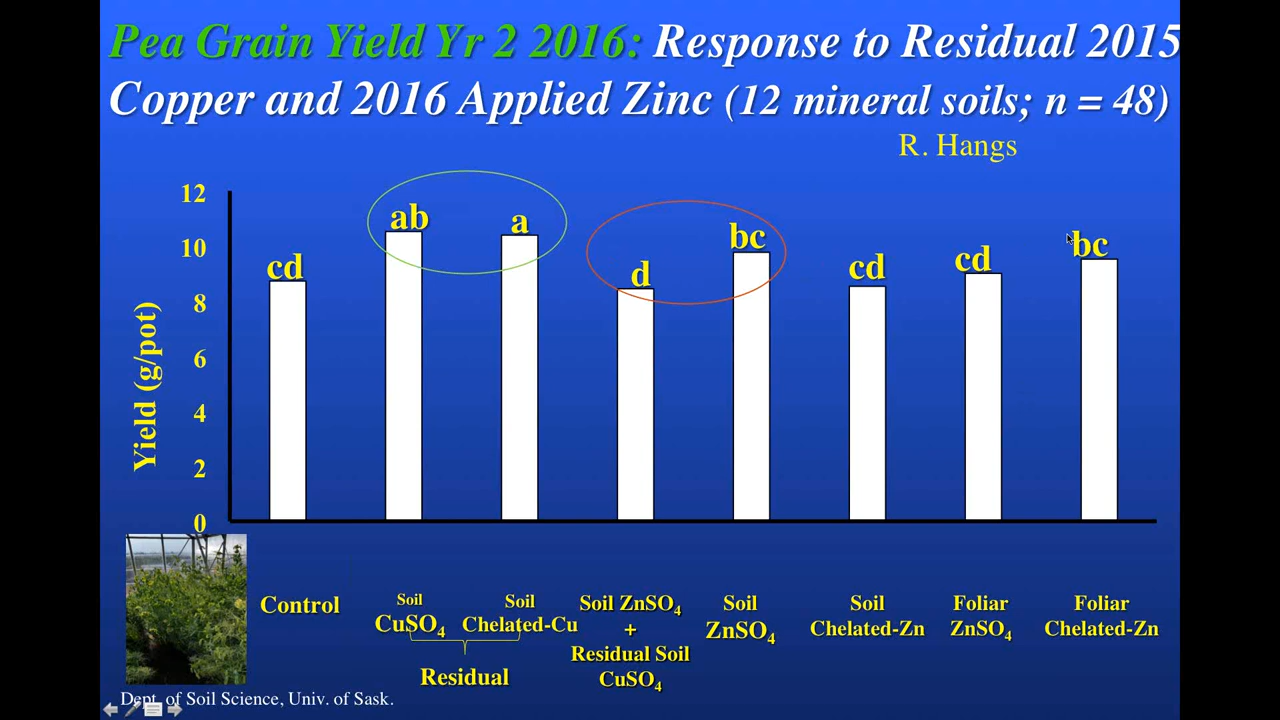 Pea Grain Yield Yr 2 2016: Response to Residual 2015
Copper and 2016 Applied Zinc (12 mineral soils; n = 48)
R. Hangs
Yield (g/pot)
12
10
8
6
4
2
0
cd
ab
a
d
bc
cd
cd
bc
Control
Soil
CuSO4
Soil
Chelated-Cu
Residual
Soil ZnSO4
+
Residual Soil
CuSO4
Soil
ZnSO4
Soil
Chelated-Zn
Foliar
ZnSO4
Foliar
Chelated-Zn
Dept. of Soil Science, Univ. of Sask.